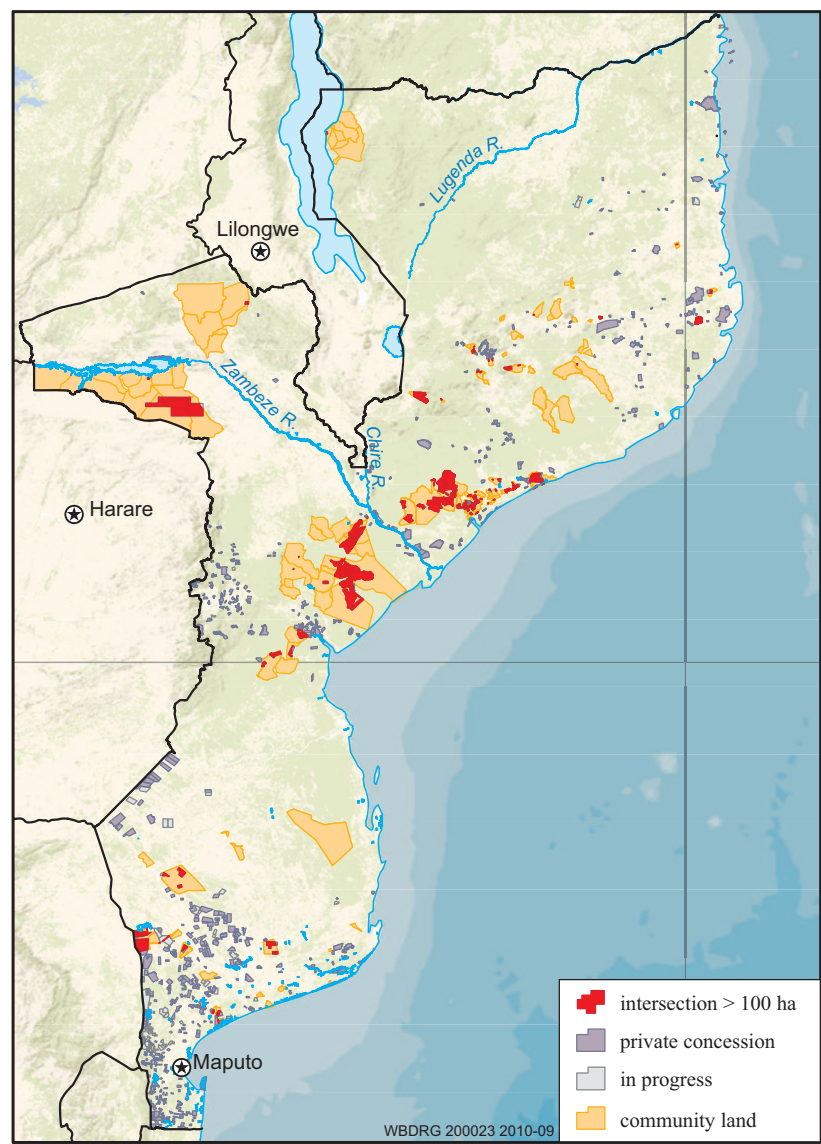 Lugenda R.
Lilongwe
Zambeze R.
Chire R.
Harare
Maputo
intersection > 100 ha
private concession
in progress
community land
WBDRG 200023 2010-09